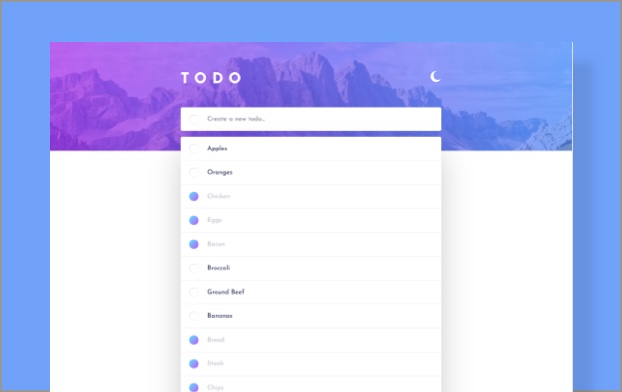 TODO
Create a new todo...
Apples
Oranges
Chicken
Eggs
Bacon
Broccoli
Ground Beef
Bananas
Bread
Steak
Chips